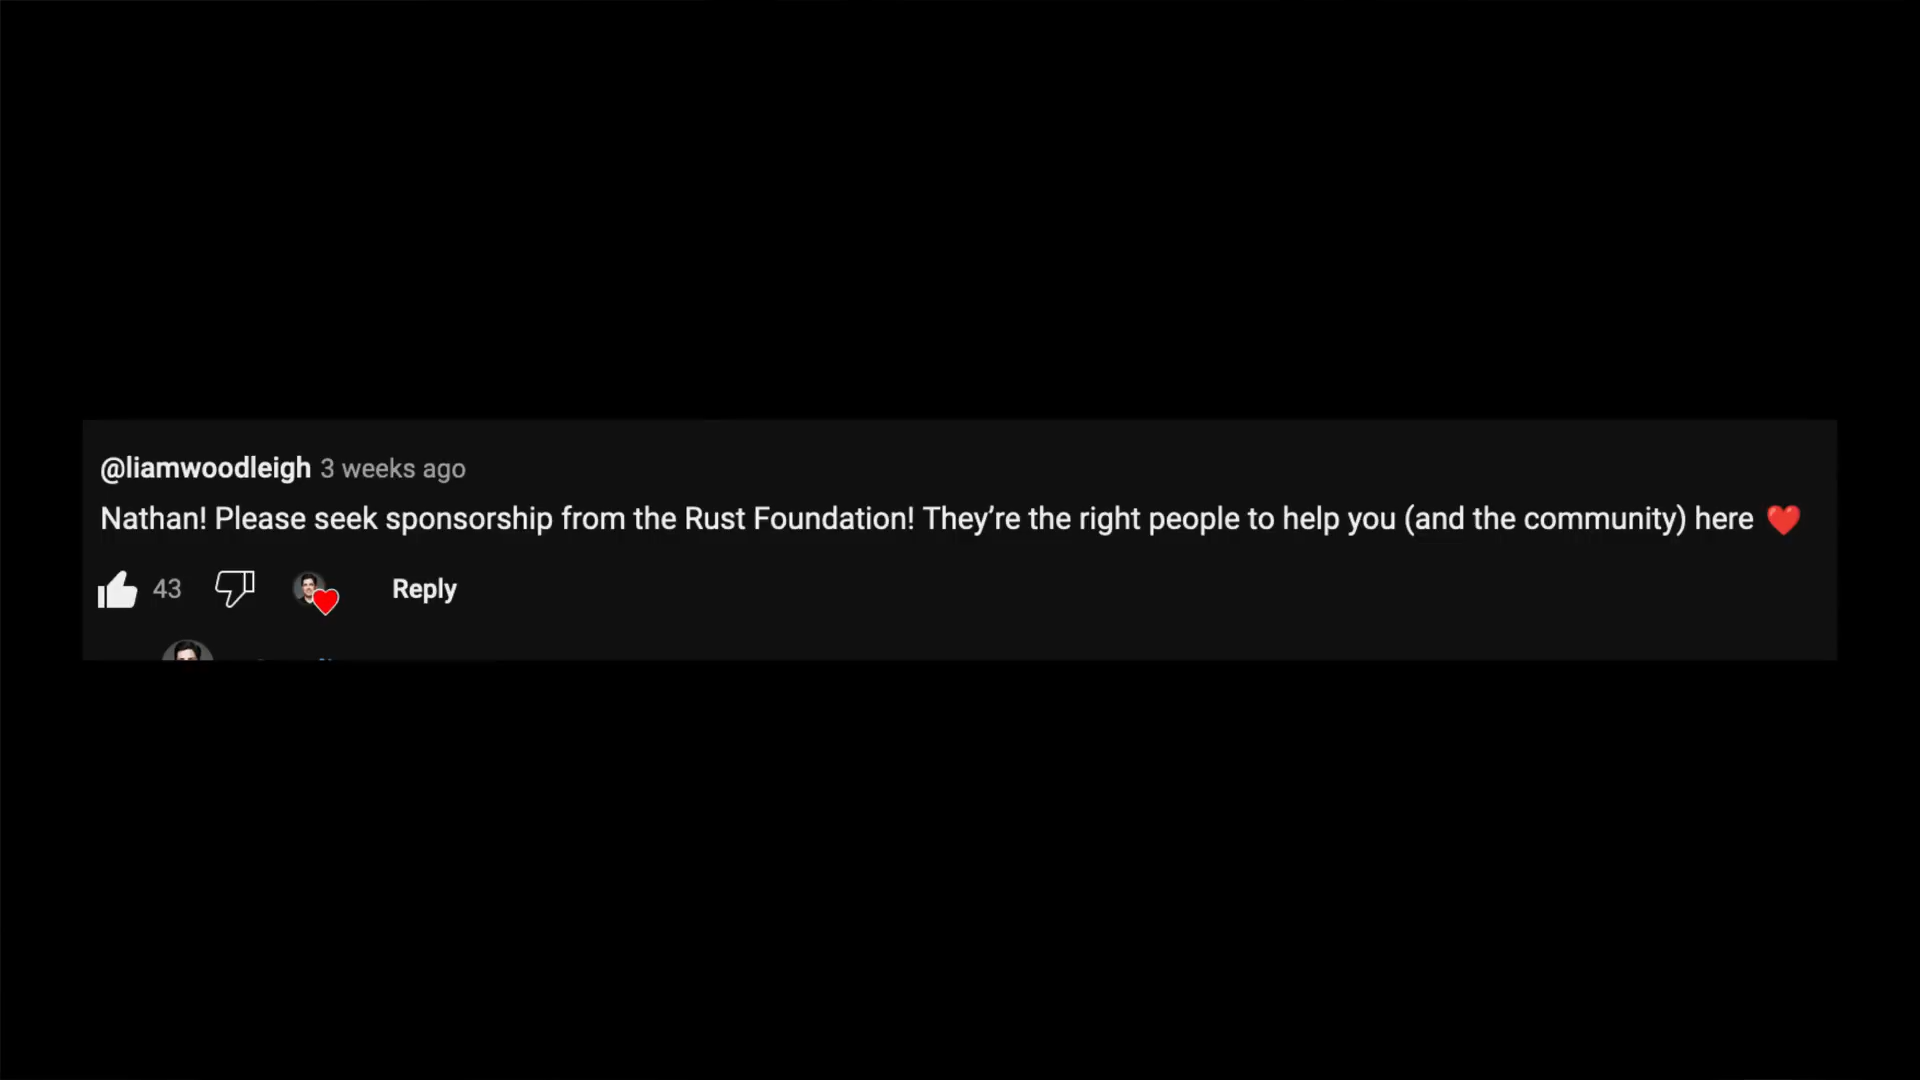 @liamwoodleigh 3 weeks ago
Nathan! Please seek sponsorship from the Rust Foundation! They’re the right people to help you (and the community) here ❤️
43 Reply